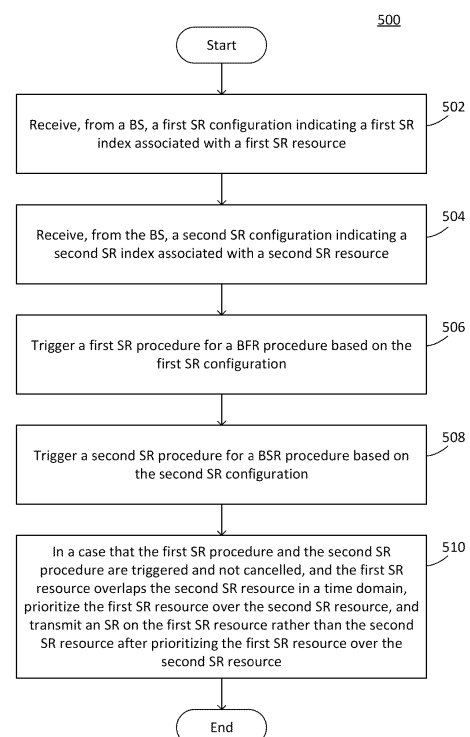 500
Start
502
Receive, from a BS, a first SR configuration indicating a first SR
index associated with a first SR resource
504
Receive, from the BS, a second SR configuration indicating a
second SR index associated with a second SR resource
506
Trigger a first SR procedure for a BFR procedure based on the
first SR configuration
508
Trigger a second SR procedure for a BSR procedure based on
the second SR configuration
510
In a case that the first SR procedure and the second SR
procedure are triggered and not cancelled, and the first SR
resource overlaps the second SR resource in a time domain,
prioritize the first SR resource over the second SR resource, and
transmit an SR on the first SR resource rather than the second
SR resource after prioritizing the first SR resource over the
second SR resource
End